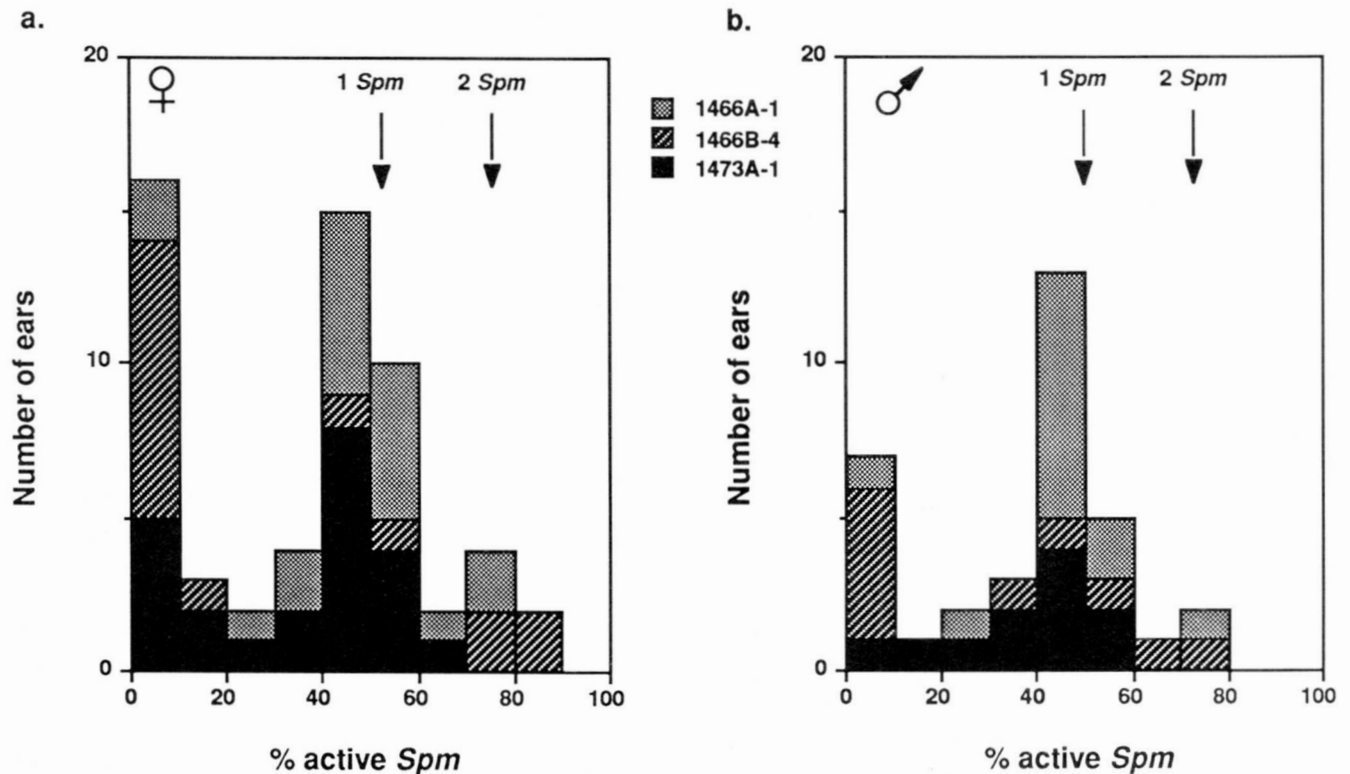 a.
20
10
0
Number of ears
♀
1 Spm
2 Spm
0 20 40 60 80 100
% active Spm
1466A-1
1466B-4
1473A-1
b.
20
10
0
Number of ears
♂
1 Spm
2 Spm
0 20 40 60 80 100
% active Spm